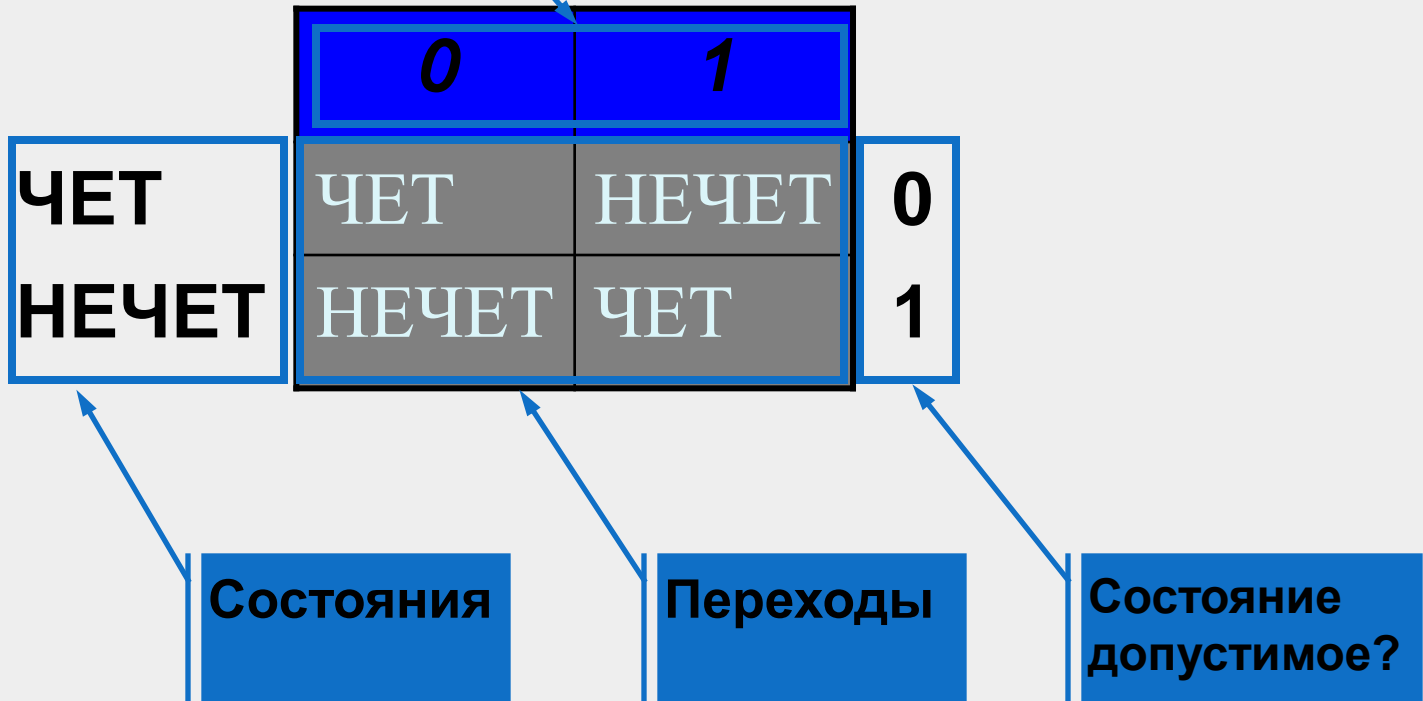 0 1
ЧЕТ ЧЕТ НЕЧЕТ 0
НЕЧЕТ НЕЧЕТ ЧЕТ 1
Состояния
Переходы
Состояние
допустимое?